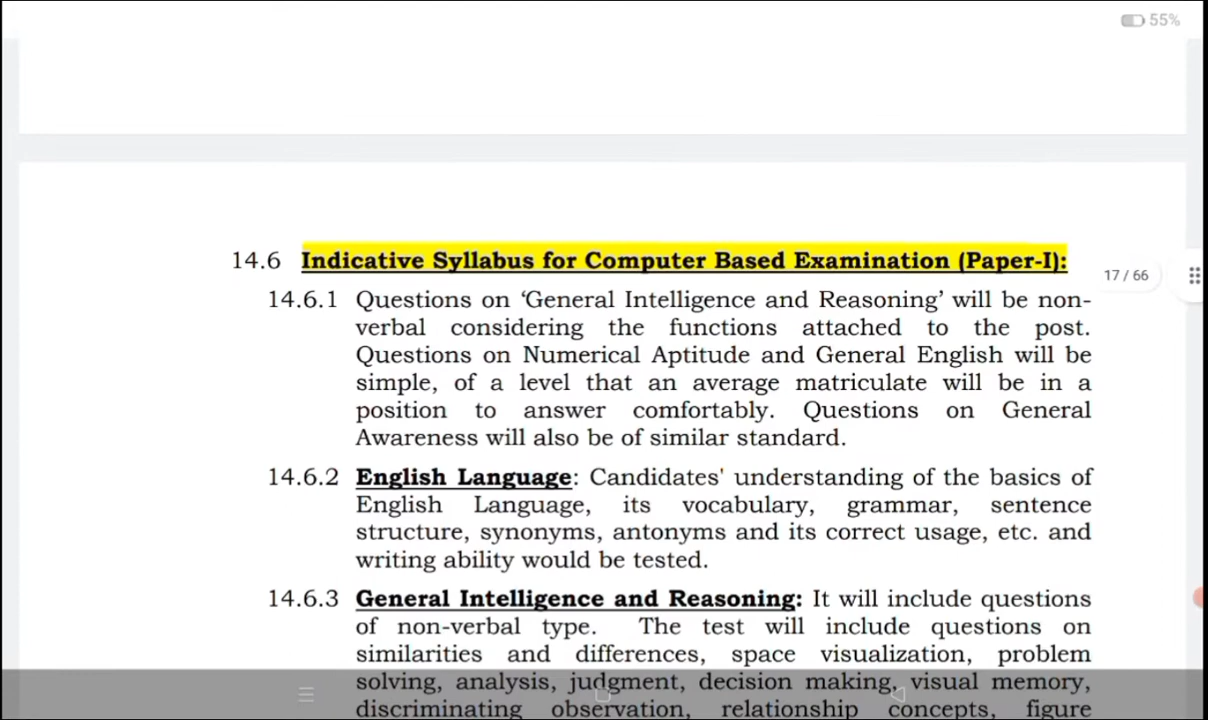 55%
14.6 Indicative Syllabus for Computer Based Examination (Paper-I):
17 / 66
14.6.1 Questions on ‘General Intelligence and Reasoning’ will be non-
verbal considering the functions attached to the post.
Questions on Numerical Aptitude and General English will be
simple, of a level that an average matriculate will be in a
position to answer comfortably. Questions on General
Awareness will also be of similar standard.
14.6.2 English Language: Candidates' understanding of the basics of
English Language, its vocabulary, grammar, sentence
structure, synonyms, antonyms and its correct usage, etc. and
writing ability would be tested.
14.6.3 General Intelligence and Reasoning: It will include questions
of non-verbal type. The test will include questions on
similarities and differences, space visualization, problem
solving, analysis, judgment, decision making, visual memory,
discriminating observation, relationship concepts, figure